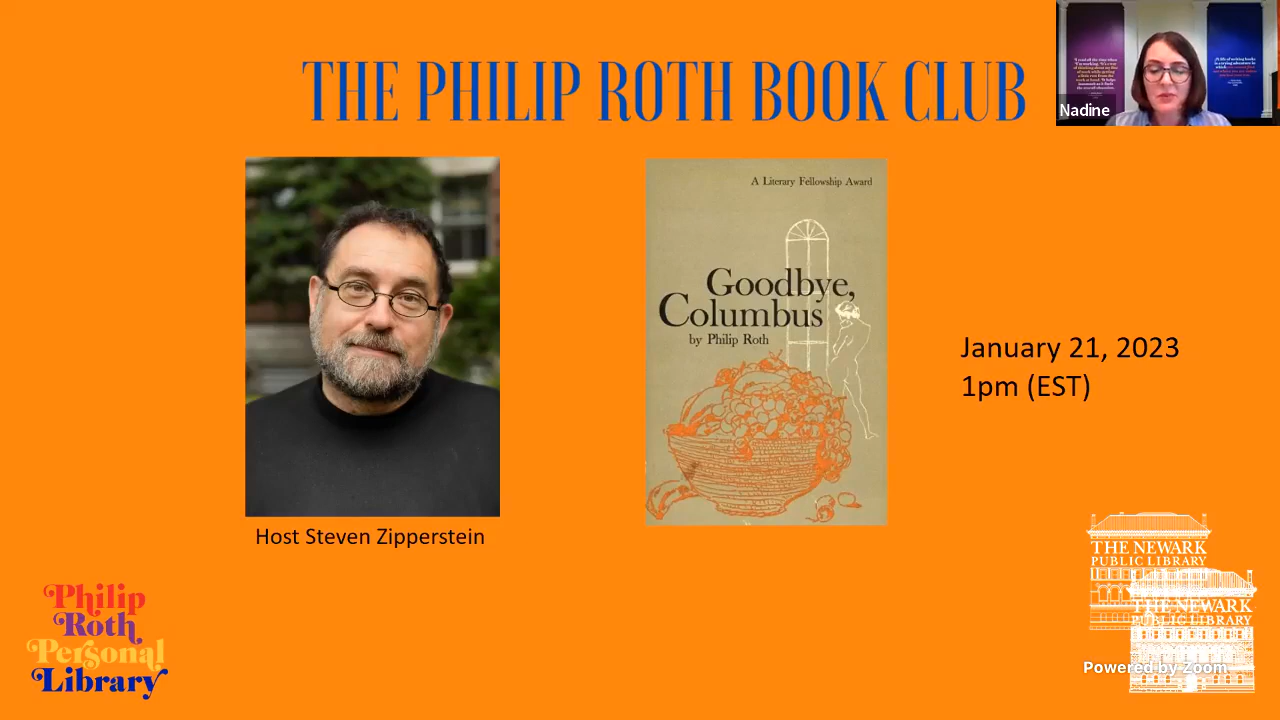 THE PHILIP ROTH BOOK CLUB
Nadine
A Literary Fellowship Award
Goodbye,
Columbus
by Philip Roth
January 21, 2023
1pm (EST)
Host Steven Zipperstein
Philip
Roth
Personal
Library
THE NEWARK
PUBLIC LIBRARY
THE NEWARK
PUBLIC LIBRARY
Powered by Zoom